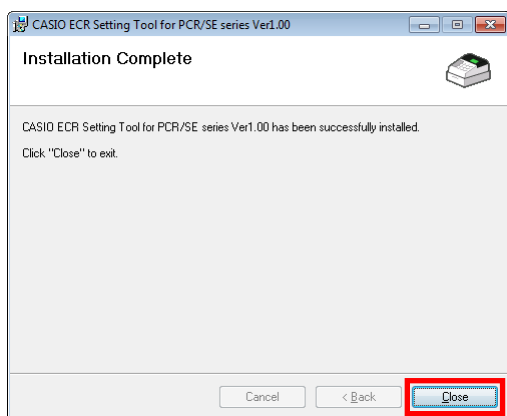 CASIO ECR Setting Tool for PCR/SE series Ver1.00
Installation Complete
CASIO ECR Setting Tool for PCR/SE series Ver1.00 has been successfully installed.
Click "Close" to exit.
Cancel
< Back
Close